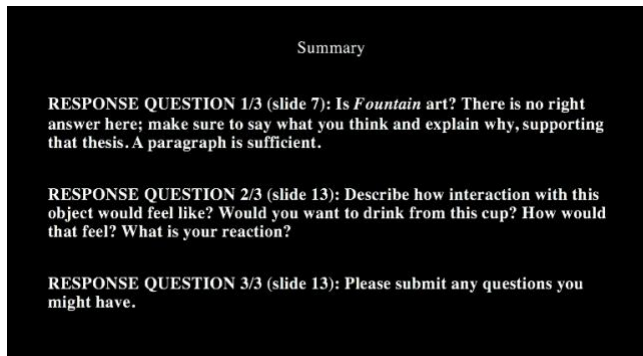 Summary
RESPONSE QUESTION 1/3 (slide 7): Is Fountain art? There is no right
answer here; make sure to say what you think and explain why, supporting
that thesis. A paragraph is sufficient.
RESPONSE QUESTION 2/3 (slide 13): Describe how interaction with this
object would feel like? Would you want to drink from this cup? How would
that feel? What is your reaction?
RESPONSE QUESTION 3/3 (slide 13): Please submit any questions you
might have.